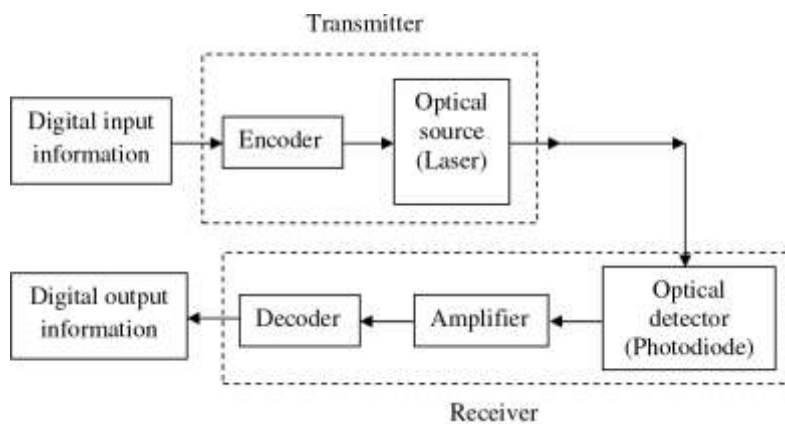 Transmitter
Digital input
information
Encoder
Optical
source
(Laser)
Digital output
information
Decoder
Amplifier
Optical
detector
(Photodiode)
Receiver